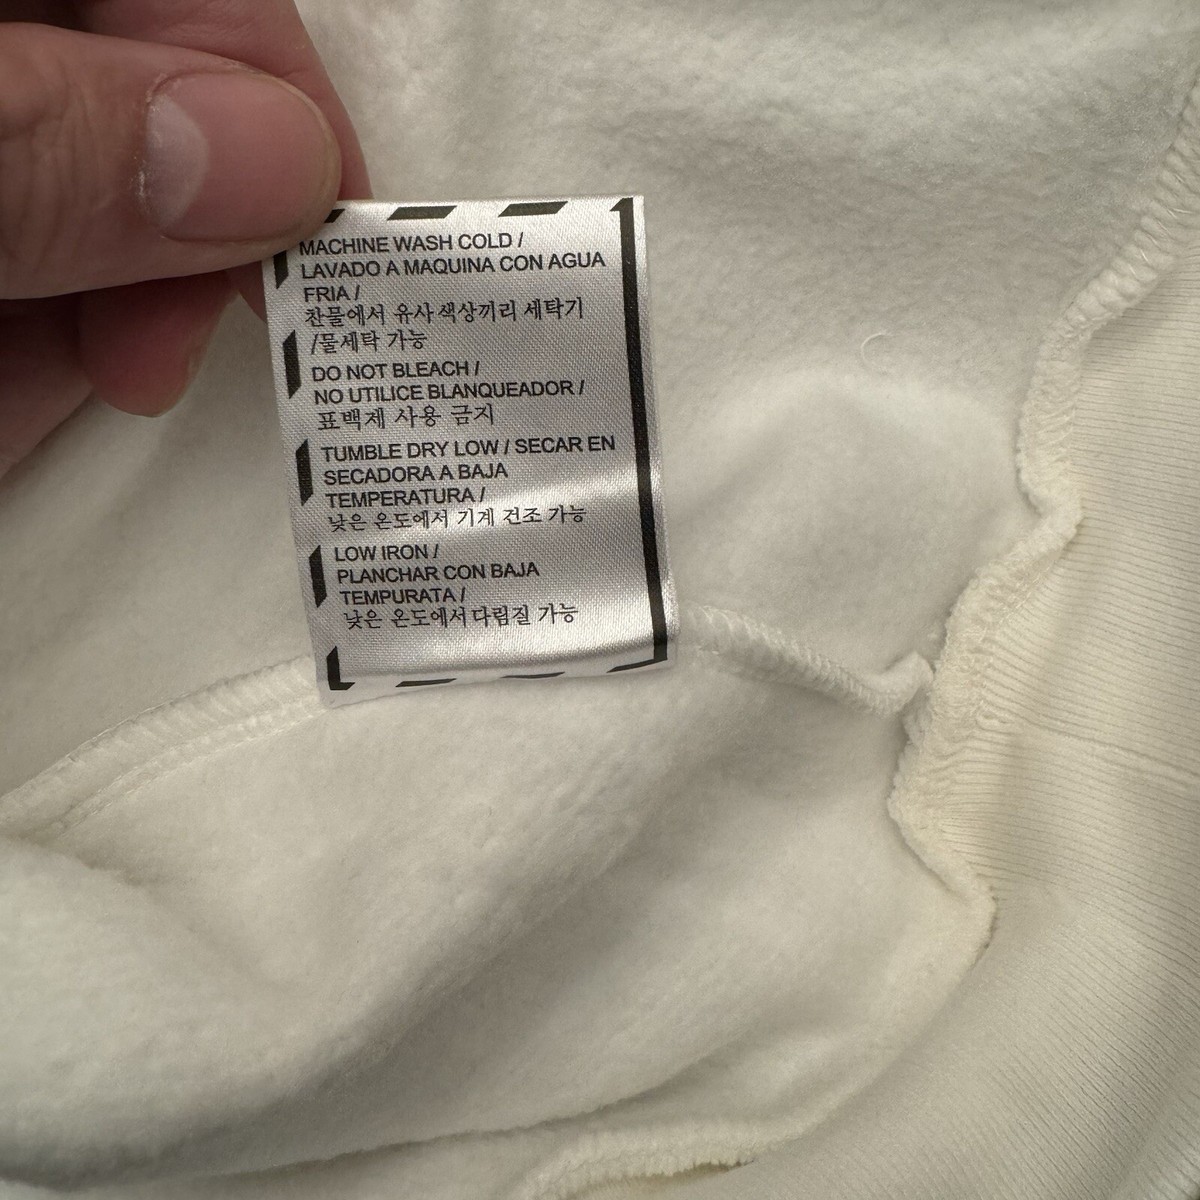 MACHINE WASH COLD /
LAVADO A MAQUINA CON AGUA
FRIA /
찬물에서 유사 색상끼리 세탁기
/물세탁 가능
DO NOT BLEACH /
NO UTILICE BLANQUEADOR /
표백제 사용 금지
TUMBLE DRY LOW / SECAR EN
SECADORA A BAJA
TEMPERATURA /
낮은 온도에서 기계 건조 가능
LOW IRON /
PLANCHAR CON BAJA
TEMPURATA /
낮은 온도에서 다림질 가능